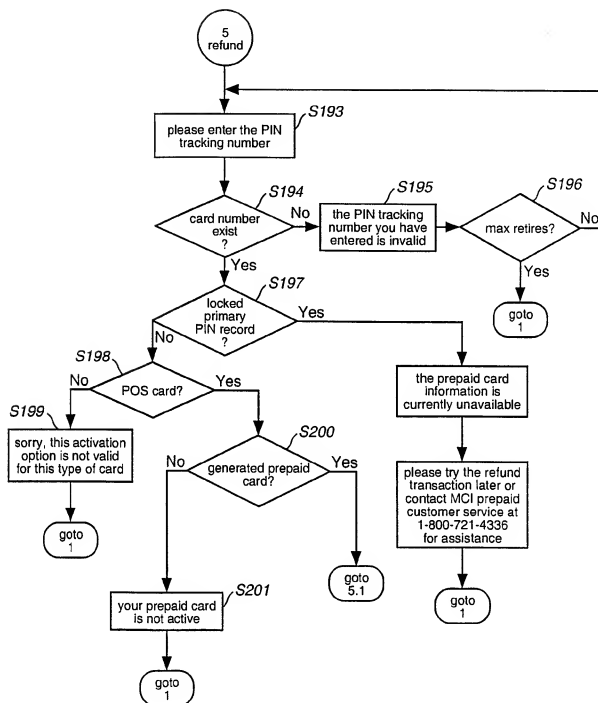 5
refund
S193
please enter the PIN
tracking number
S194
card number
exist
?
No
Yes
S195
the PIN tracking
number you have
entered is invalid
S196
max retires?
No
Yes
goto
1
S197
locked
primary
PIN record
?
Yes
No
S198
POS card?
No
Yes
S199
sorry, this activation
option is not valid
for this type of card
goto
1
S200
generated prepaid
card?
No
Yes
goto
5.1
S201
your prepaid card
is not active
goto
1
the prepaid card
information is
currently unavailable
please try the refund
transaction later or
contact MCI prepaid
customer service at
1-800-721-4336
for assistance
goto
1